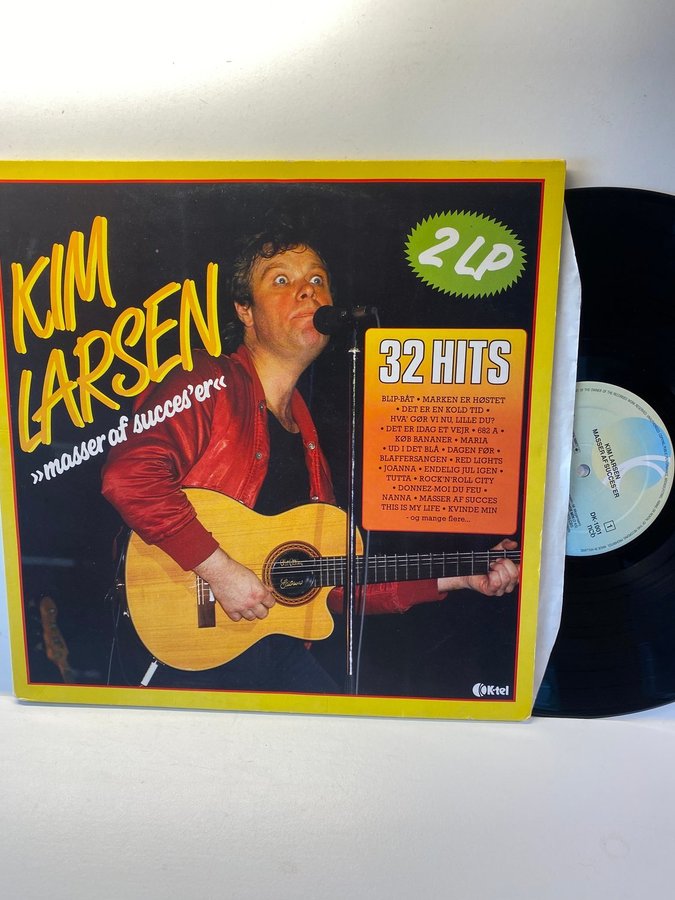 KIM
LARSEN
»masser af succes'er«
2 LP
32 HITS
BLIP-BÅT • MARKEN ER HØSTET
• DET ER EN KOLD TID •
HVA' GØR VI NU, LILLE DU?
• DET ER IDAG ET VEJR • 682 A •
KØB BANANER • MARIA
• UD I DET BLÅ • DAGEN FØR •
BLAFFERSANGEN • RED LIGHTS
• JOANNA • ENDELIG JUL IGEN •
TUTTA • ROCK'N'ROLL CITY
• DONNEZ-MOI DU FEU •
NANNA • MASSER AF SUCCES
THIS IS MY LIFE • KVINDE MIN
- og mange flere...
K-tel
KIM LARSEN
MASSER AF SUCCES'ER
DK-1901
1
n©b